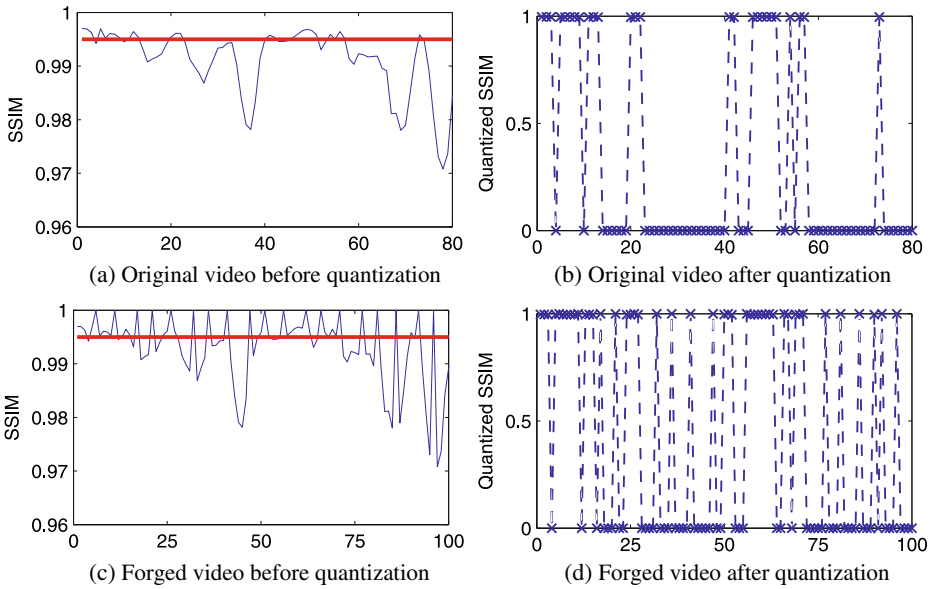 1
0.99
0.98
0.97
0.96
SSIM
0 20 40 60 80
(a) Original video before quantization
1
0.5
0
Quantized SSIM
0 20 40 60 80
(b) Original video after quantization
1
0.99
0.98
0.97
0.96
SSIM
0 25 50 75 100
(c) Forged video before quantization
1
0.5
0
Quantized SSIM
0 25 50 75 100
(d) Forged video after quantization